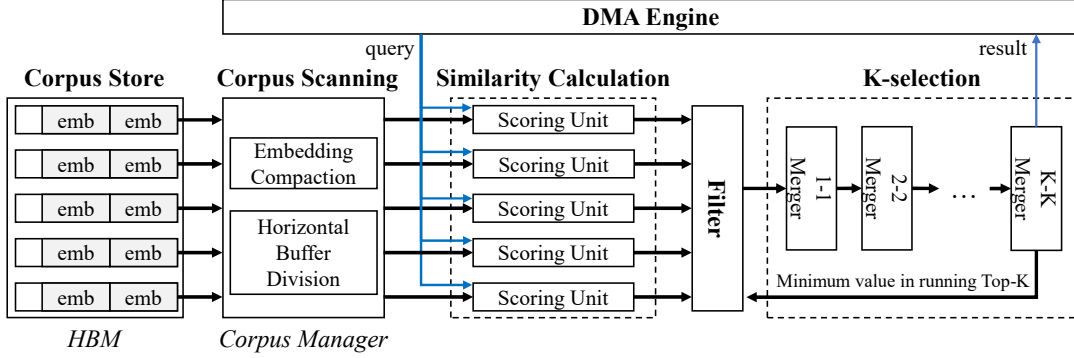 DMA Engine
query
result
Corpus Store
Corpus Scanning
Similarity Calculation
K-selection
emb emb
emb emb
emb emb
emb emb
emb emb
Embedding
Compaction
Horizontal
Buffer
Division
Scoring Unit
Scoring Unit
Scoring Unit
Scoring Unit
Scoring Unit
Filter
1-1
Merger
2-2
Merger
…
K-K
Merger
Minimum value in running Top-K
HBM
Corpus Manager